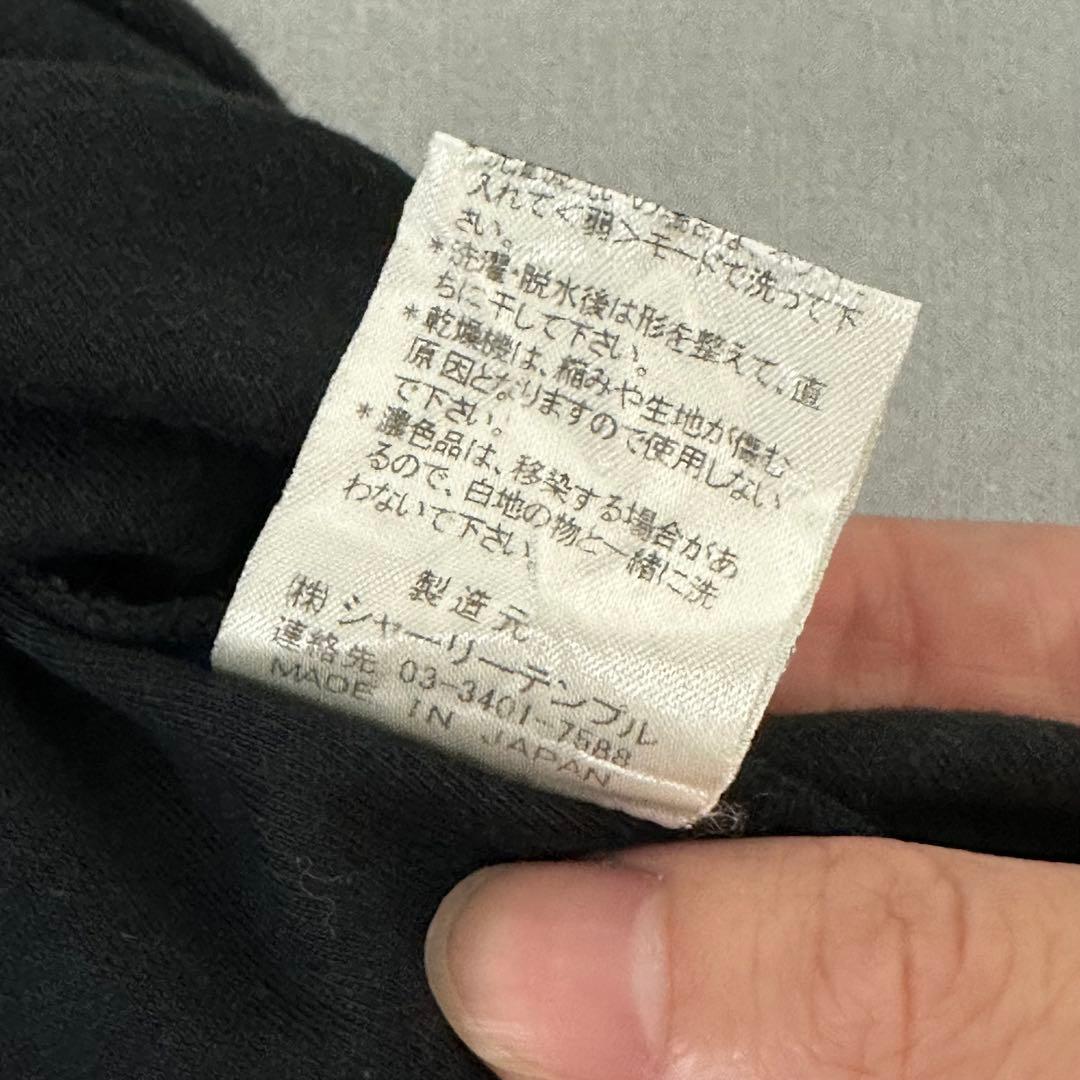 入れて<弱>モードで洗って下
さい。
*洗濯・脱水後は形を整えて、直
ちに干して下さい。
*乾燥機は、縮みや生地が傷む
原因となりますので使用しない
で下さい。
*濃色品は、移染する場合があ
るので、白地の物と一緒に洗
わないで下さい。
製造元
㈱シャーリーテンプル
連絡先 03-3401-7588
MADE IN JAPAN